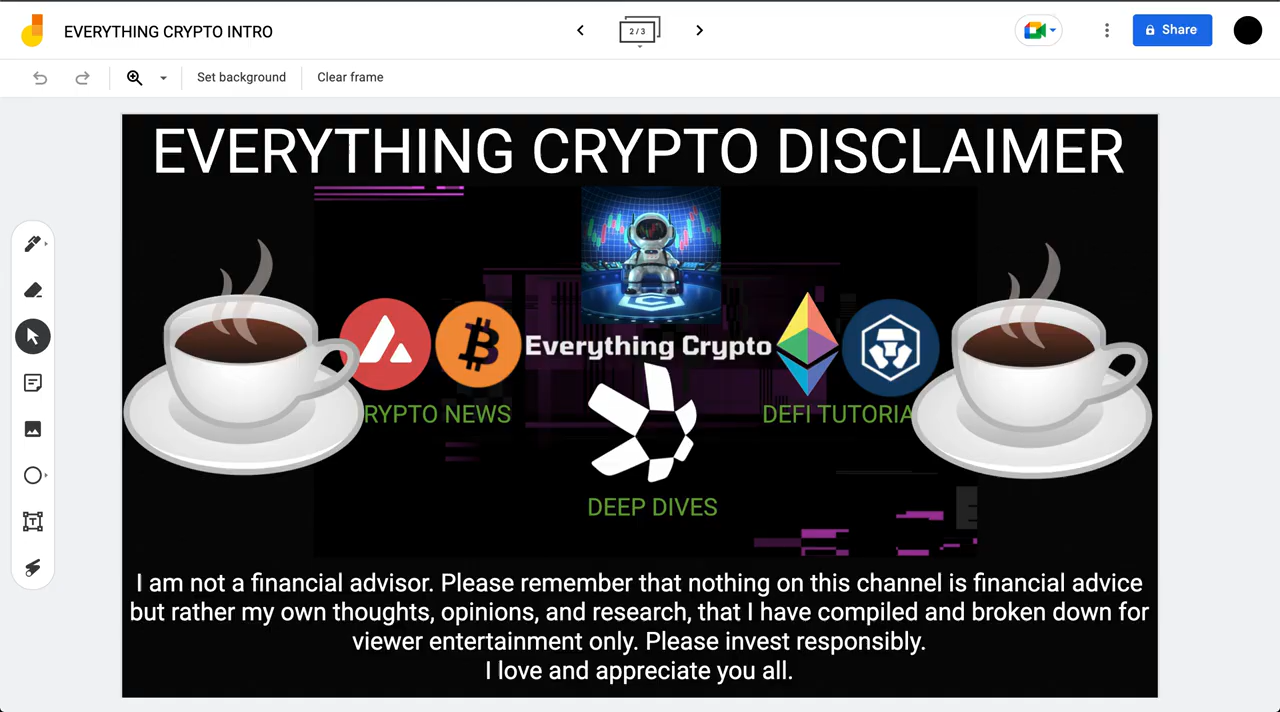 EVERYTHING CRYPTO INTRO
2/3
Share
Set background
Clear frame
EVERYTHING CRYPTO DISCLAIMER
Everything Crypto
RYPTO NEWS
DEFI TUTORIA
DEEP DIVES
I am not a financial advisor. Please remember that nothing on this channel is financial advice
but rather my own thoughts, opinions, and research, that I have compiled and broken down for
viewer entertainment only. Please invest responsibly.
I love and appreciate you all.